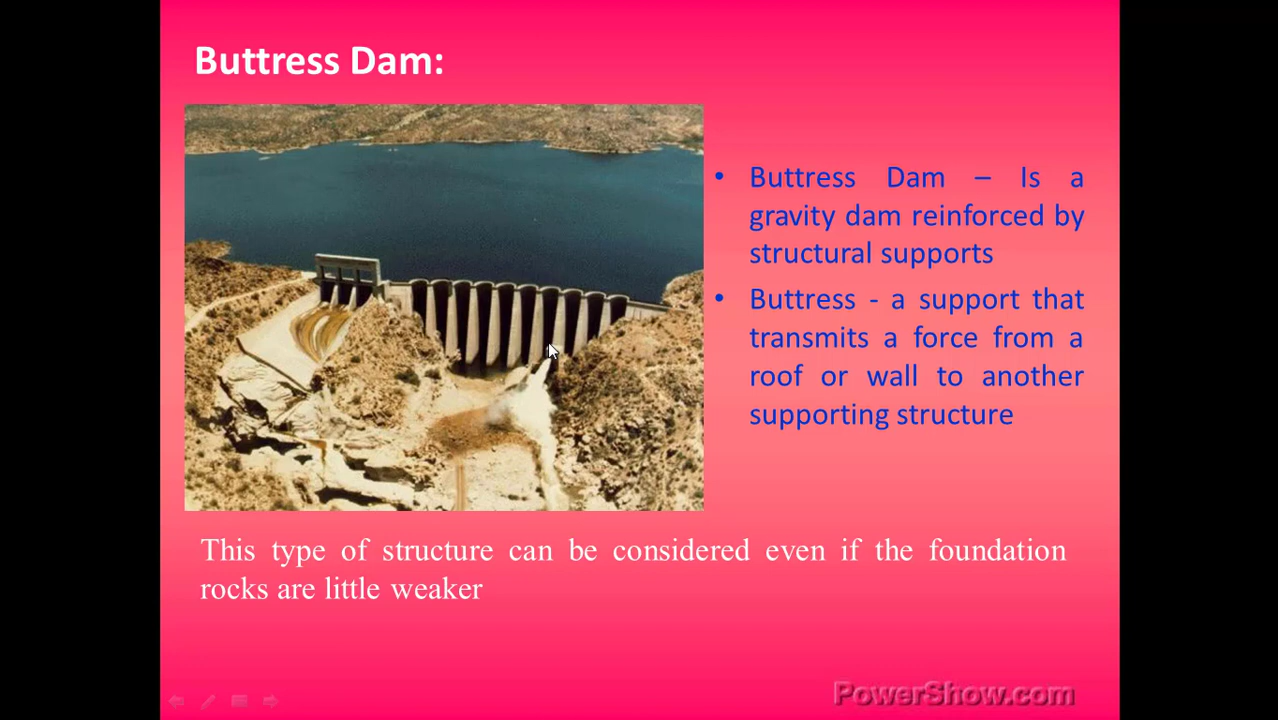 Buttress Dam:
• Buttress Dam – Is a
gravity dam reinforced by
structural supports
• Buttress - a support that
transmits a force from a
roof or wall to another
supporting structure
This type of structure can be considered even if the foundation
rocks are little weaker
PowerShow.com